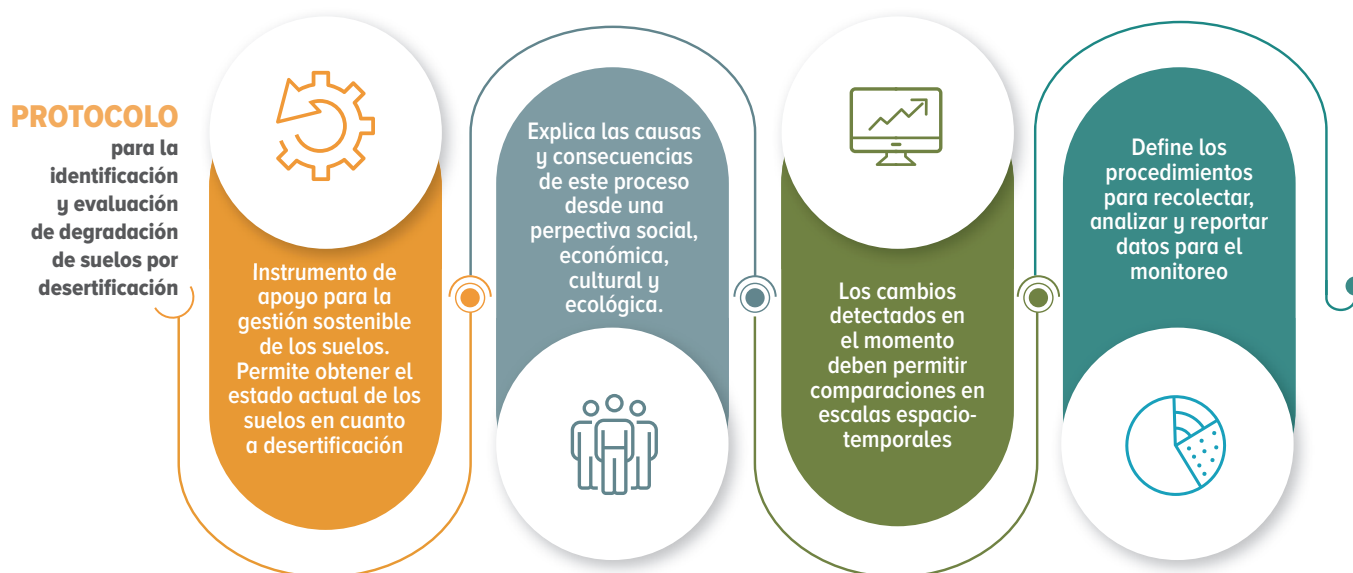 PROTOCOLO
para la
identificación
y evaluación
de degradación
de suelos por
desertificación
Instrumento de
apoyo para la
gestión sostenible
de los suelos.
Permite obtener el
estado actual de los
suelos en cuanto
a desertificación
Explica las causas
y consecuencias
de este proceso
desde una
perpectiva social,
económica,
cultural y
ecológica.
Los cambios
detectados en
el momento
deben permitir
comparaciones en
escalas espacio-
temporales
Define los
procedimientos
para recolectar,
analizar y reportar
datos para el
monitoreo